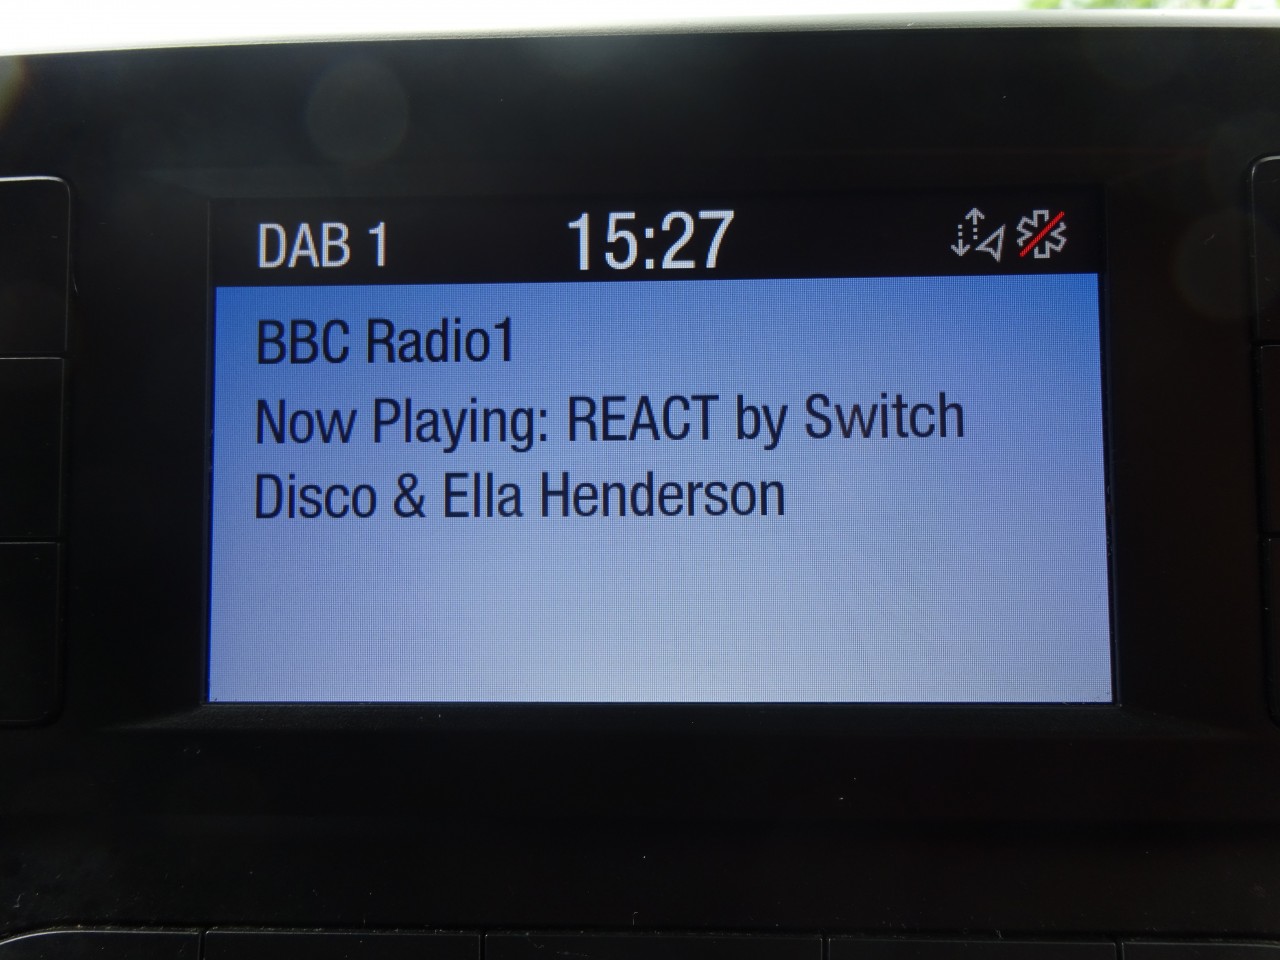 DAB 1 15:27
BBC Radio1
Now Playing: REACT by Switch
Disco & Ella Henderson